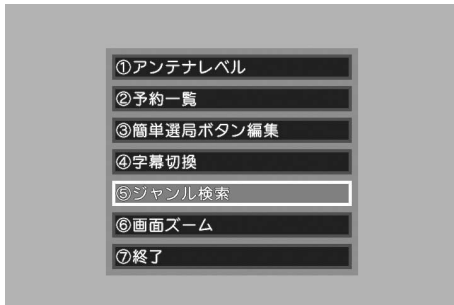 ①アンテナレベル
②予約一覧
③簡単選局ボタン編集
④字幕切換
⑤ジャンル検索
⑥画面ズーム
⑦終了